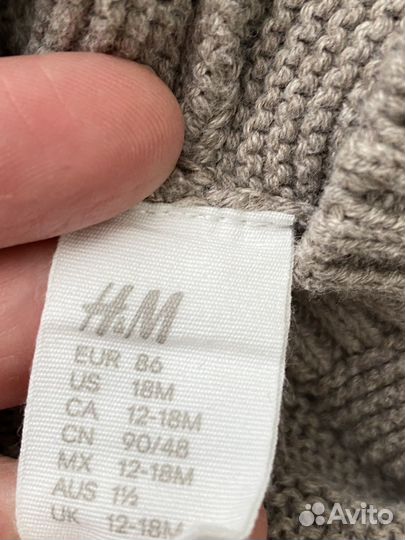 H&M
EUR 86
US 18M
CA 12-18M
CN 90/48
MX 12-18M
AUS 1½
UK 12-18M
Avito